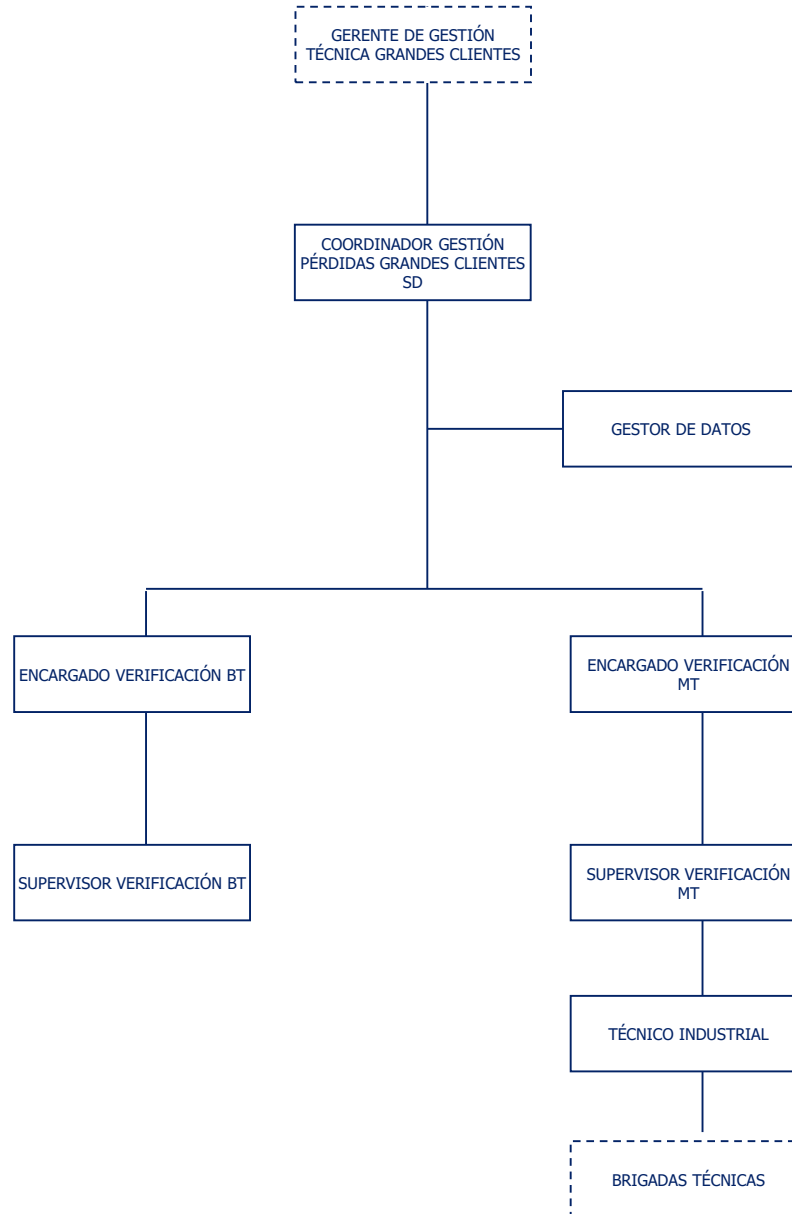 GERENTE DE GESTIÓN
TÉCNICA GRANDES CLIENTES
COORDINADOR GESTIÓN
PÉRDIDAS GRANDES CLIENTES
SD
GESTOR DE DATOS
ENCARGADO VERIFICACIÓN BT
ENCARGADO VERIFICACIÓN
MT
SUPERVISOR VERIFICACIÓN BT
SUPERVISOR VERIFICACIÓN
MT
TÉCNICO INDUSTRIAL
BRIGADAS TÉCNICAS